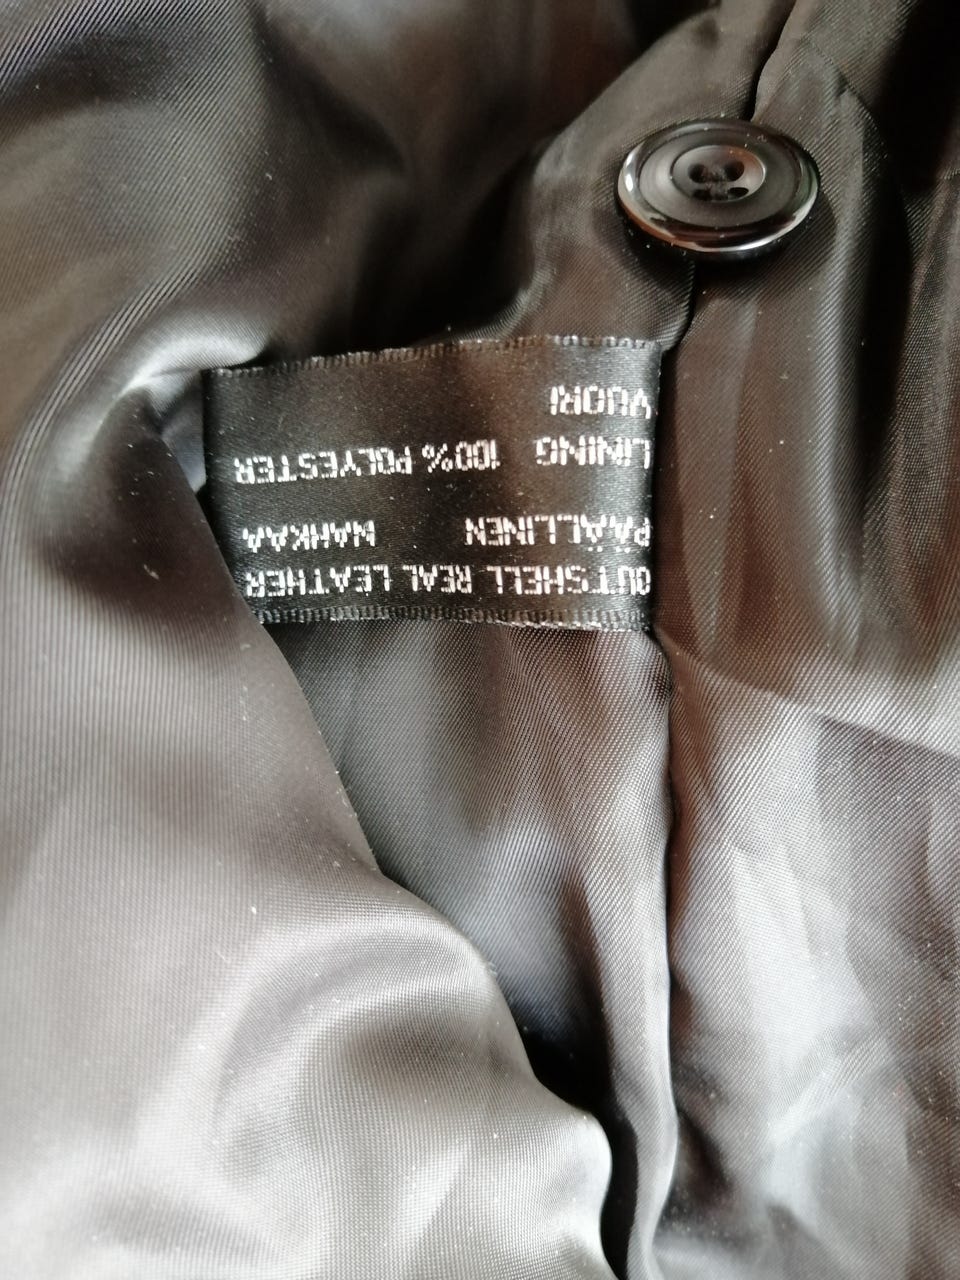 OUTSHELL REAL LEATHER
PÄÄLLINEN NAHKAA
LINING 100% POLYESTER
VUORI